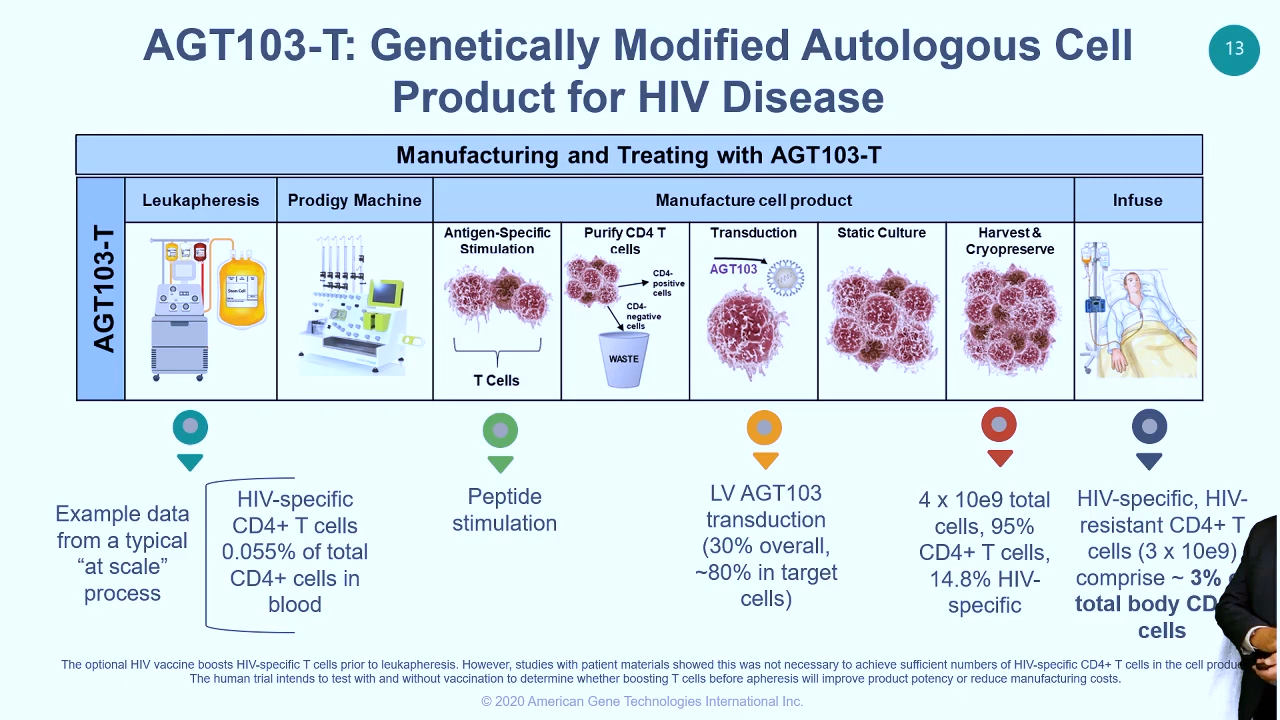 AGT103-T: Genetically Modified Autologous Cell
Product for HIV Disease
13
Manufacturing and Treating with AGT103-T
AGT103-T
Leukapheresis
Prodigy Machine
Manufacture cell product
Infuse
Stem Cell
Antigen-Specific
Stimulation
T Cells
Purify CD4 T
cells
CD4-
positive
cells
CD4-
negative
cells
WASTE
Transduction
AGT103
Static Culture
Harvest &
Cryopreserve
Example data
from a typical
“at scale”
process
HIV-specific
CD4+ T cells
0.055% of total
CD4+ cells in
blood
Peptide
stimulation
LV AGT103
transduction
(30% overall,
~80% in target
cells)
4 x 10e9 total
cells, 95%
CD4+ T cells,
14.8% HIV-
specific
HIV-specific, HIV-
resistant CD4+ T
cells (3 x 10e9)
comprise ~ 3%
total body
cells
The optional HIV vaccine boosts HIV-specific T cells prior to leukapheresis. However, studies with patient materials showed this was not necessary to achieve sufficient numbers of HIV-specific CD4+ T cells in the cell
The human trial intends to test with and without vaccination to determine whether boosting T cells before apheresis will improve product potency or reduce manufacturing costs.
© 2020 American Gene Technologies International Inc.